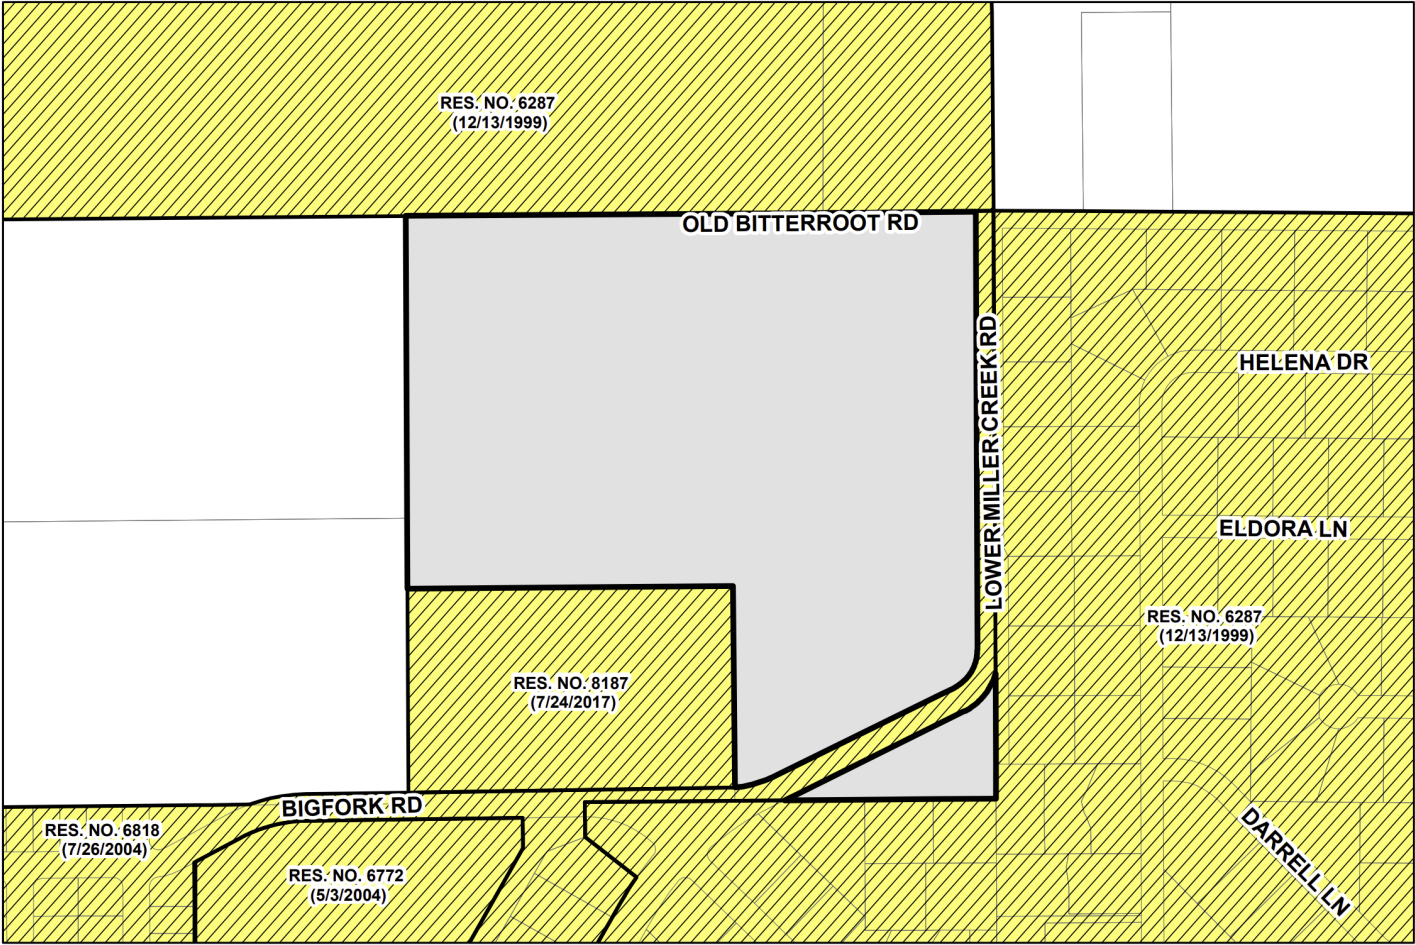 RES. NO. 6287
(12/13/1999)
OLD BITTERROOT RD
LOWER MILLER CREEK RD
HELENA DR
ELDORA LN
RES. NO. 6287
(12/13/1999)
RES. NO. 8187
(7/24/2017)
BIGFORK RD
RES. NO. 6818
(7/26/2004)
RES. NO. 6772
(5/3/2004)
DARRELL LN